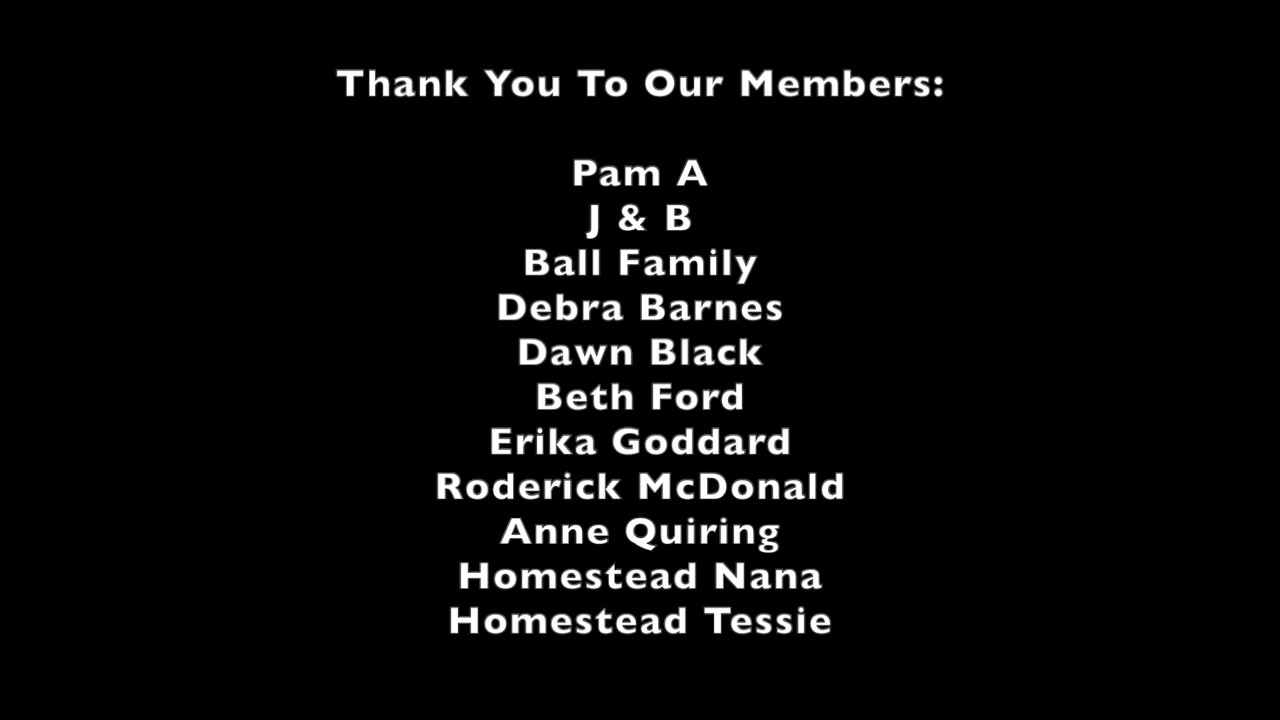 Thank You To Our Members:
Pam A
J & B
Ball Family
Debra Barnes
Dawn Black
Beth Ford
Erika Goddard
Roderick McDonald
Anne Quiring
Homestead Nana
Homestead Tessie